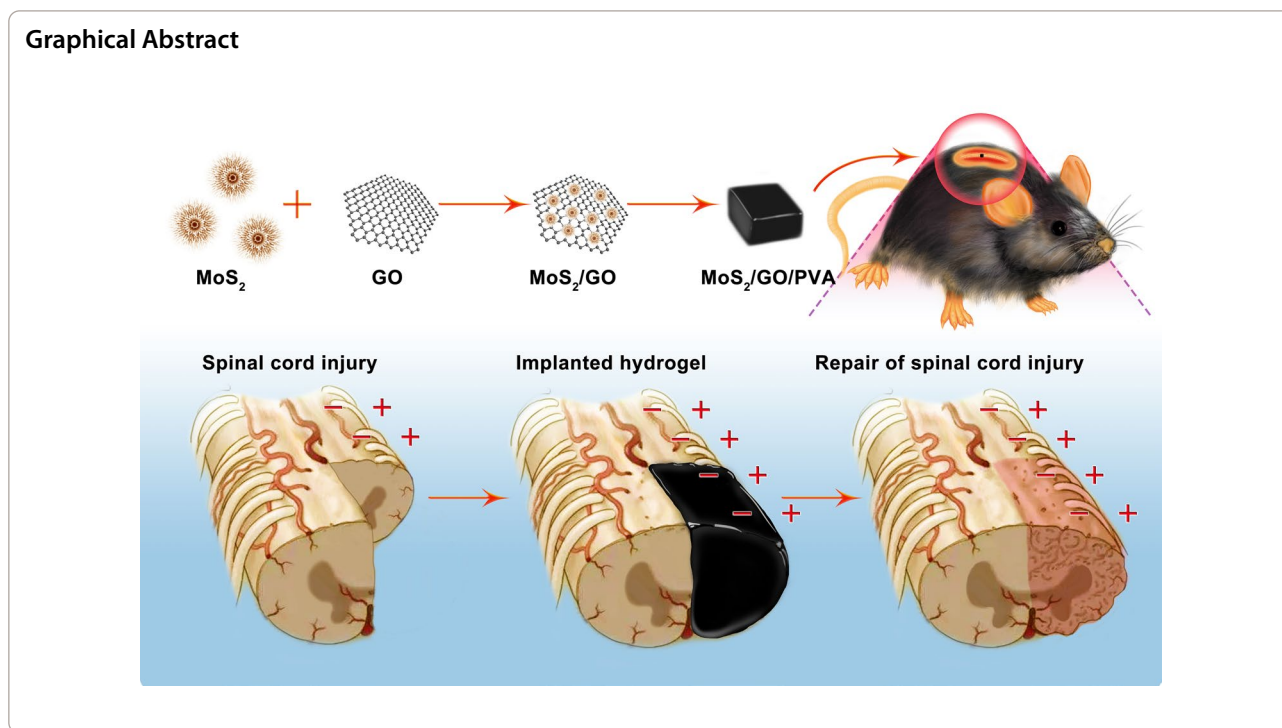 Graphical Abstract
MoS₂
+
GO
MoS₂/GO
MoS₂/GO/PVA
Spinal cord injury
Implanted hydrogel
Repair of spinal cord injury
− +
− +
− +
− +
− +
− +
− +
− +
− +
− +